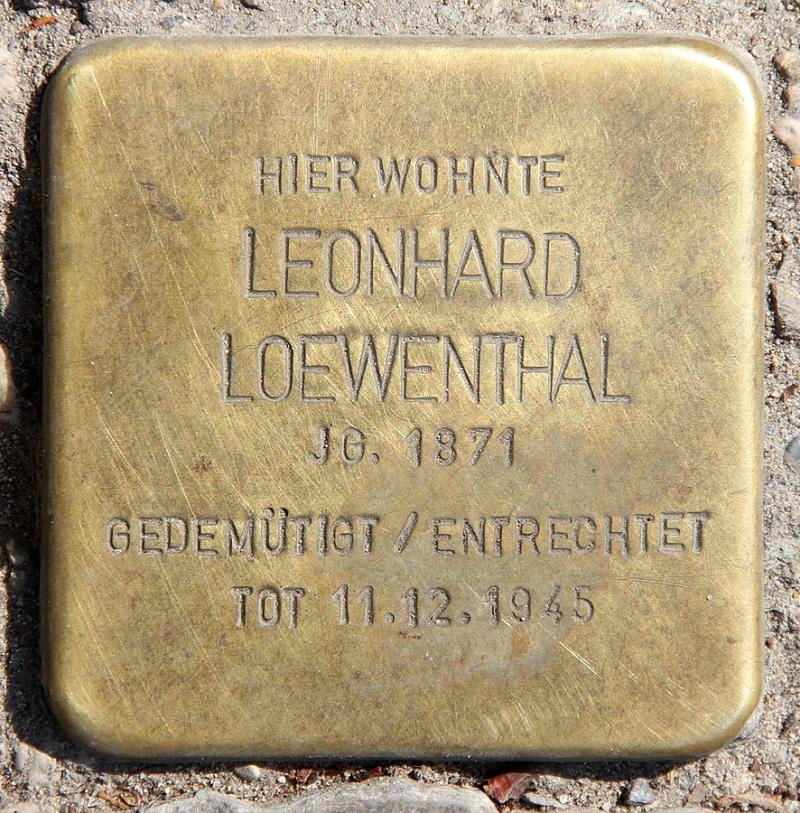 HIER WOHNTE
LEONHARD
LOEWENTHAL
JG. 1871
GEDEMÜTIGT / ENTRECHTET
TOT 11.12.1945